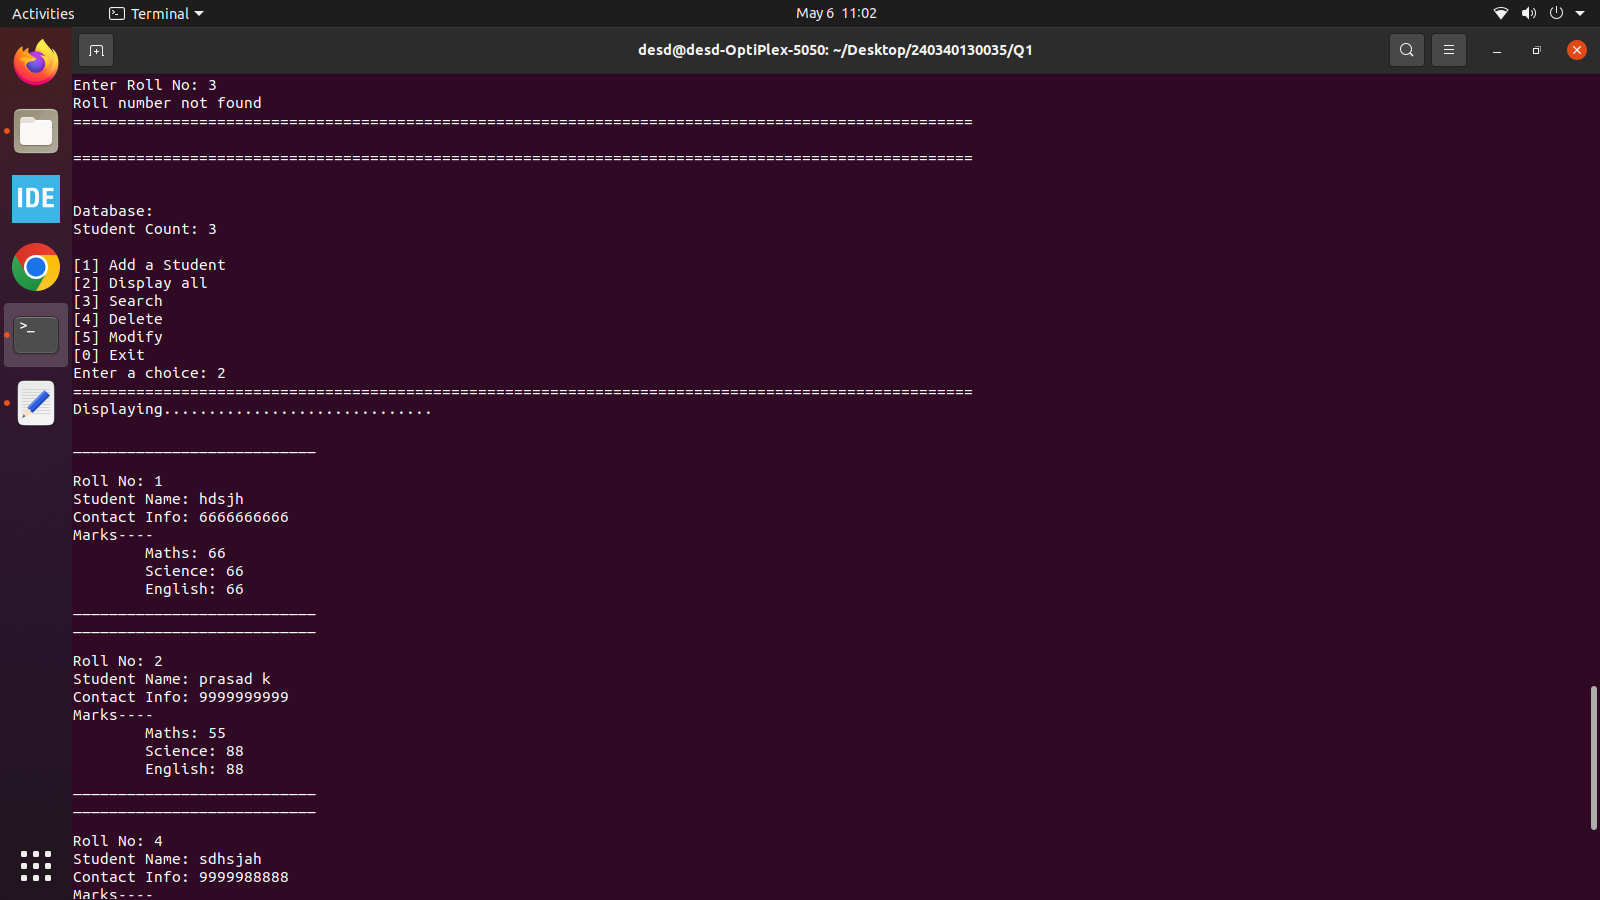 Activities
Terminal
May 6 11:02
desd@desd-OptiPlex-5050: ~/Desktop/240340130035/Q1
IDE
>_
Enter Roll No: 3
Roll number not found
====================================================================================================
====================================================================================================
Database:
Student Count: 3
[1] Add a Student
[2] Display all
[3] Search
[4] Delete
[5] Modify
[0] Exit
Enter a choice: 2
====================================================================================================
Displaying..............................
___________________________
Roll No: 1
Student Name: hdsjh
Contact Info: 6666666666
Marks----
Maths: 66
Science: 66
English: 66
___________________________
___________________________
Roll No: 2
Student Name: prasad k
Contact Info: 9999999999
Marks----
Maths: 55
Science: 88
English: 88
___________________________
___________________________
Roll No: 4
Student Name: sdhsjah
Contact Info: 9999988888
Marks----